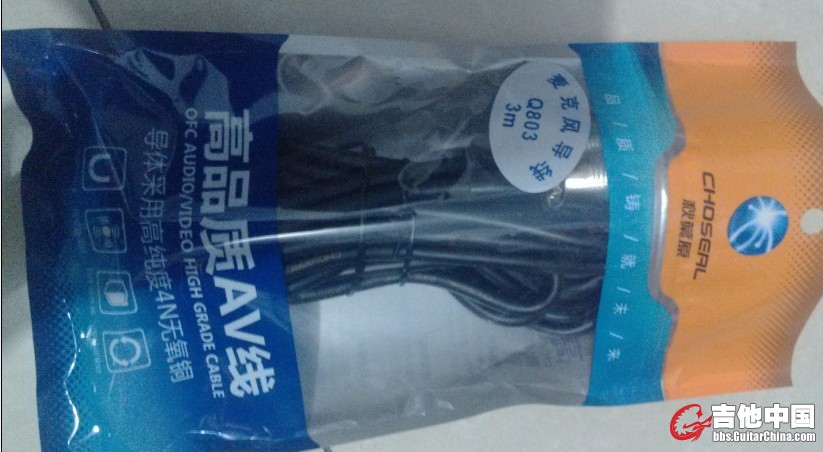 CHOSEAL
秋葉原
品/质/铸/就/未/来
麦克风导线
Q803
3m
高品质AV线
OFC AUDIO/VIDEO HIGH GRADE CABLE
导体采用高纯度4N无氧铜
吉他中国
bbs.GuitarChina.com